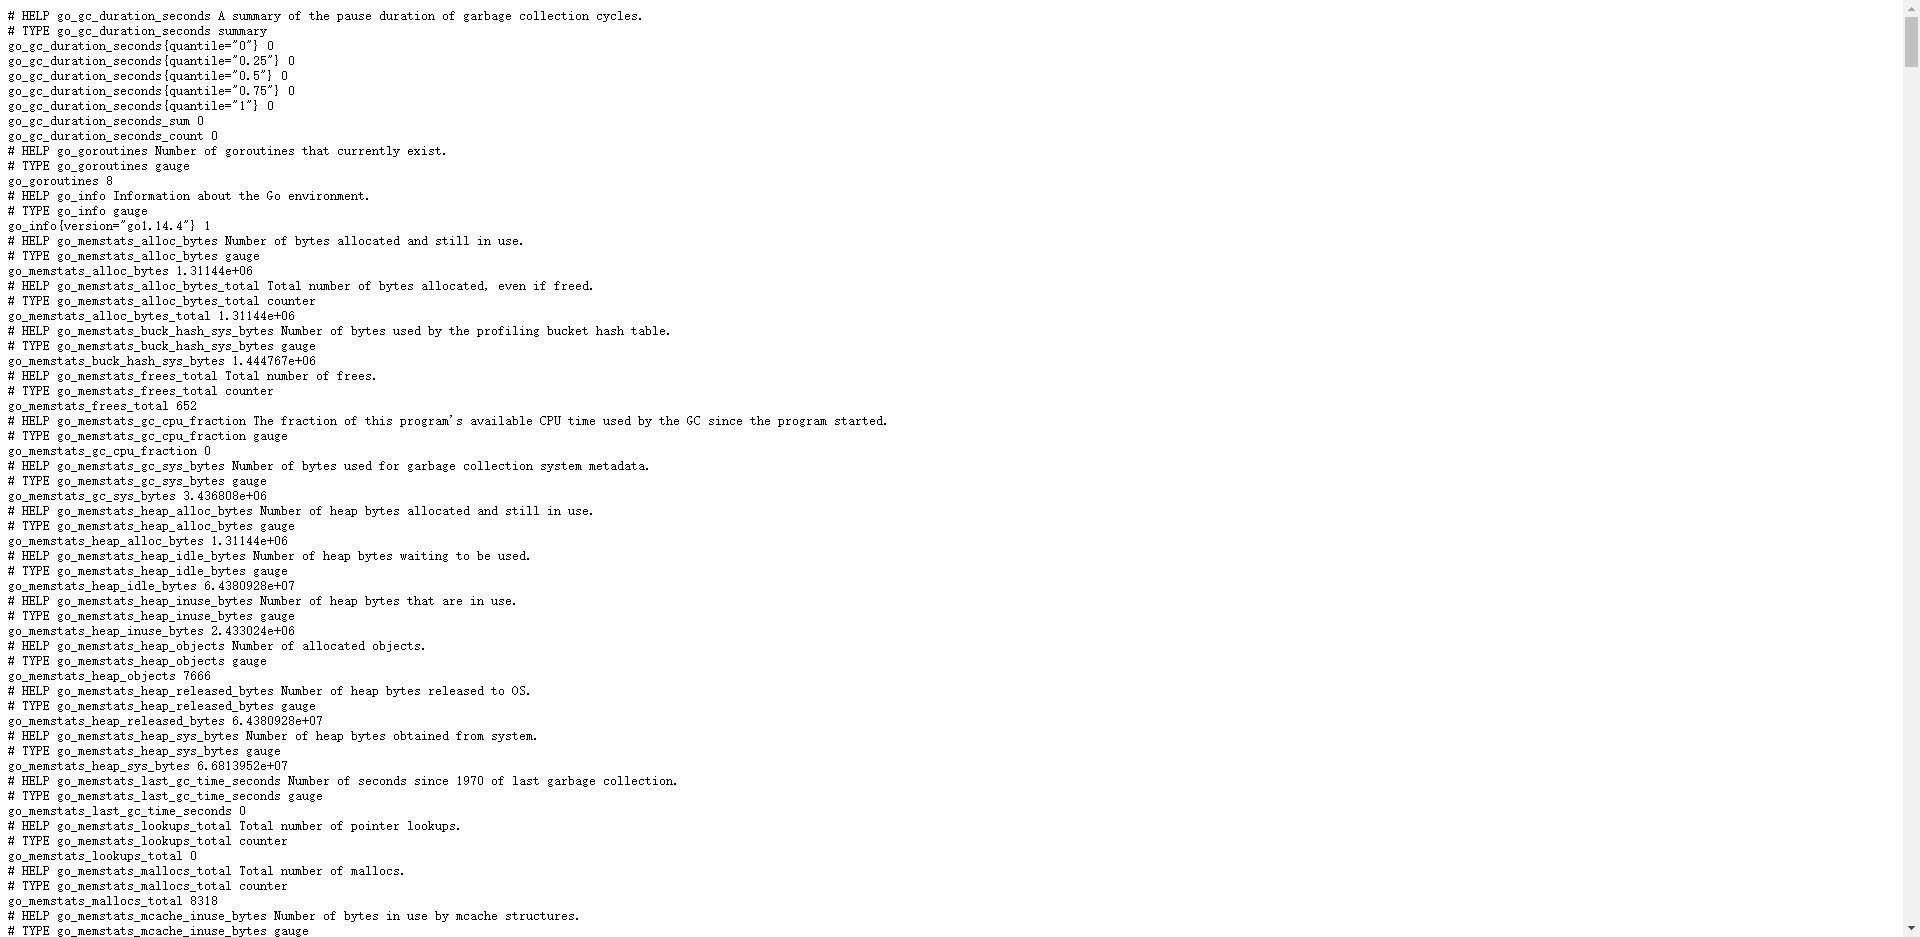 # HELP go_gc_duration_seconds A summary of the pause duration of garbage collection cycles.
# TYPE go_gc_duration_seconds summary
go_gc_duration_seconds{quantile="0"} 0
go_gc_duration_seconds{quantile="0.25"} 0
go_gc_duration_seconds{quantile="0.5"} 0
go_gc_duration_seconds{quantile="0.75"} 0
go_gc_duration_seconds{quantile="1"} 0
go_gc_duration_seconds_sum 0
go_gc_duration_seconds_count 0
# HELP go_goroutines Number of goroutines that currently exist.
# TYPE go_goroutines gauge
go_goroutines 8
# HELP go_info Information about the Go environment.
# TYPE go_info gauge
go_info{version="go1.14.4"} 1
# HELP go_memstats_alloc_bytes Number of bytes allocated and still in use.
# TYPE go_memstats_alloc_bytes gauge
go_memstats_alloc_bytes 1.31144e+06
# HELP go_memstats_alloc_bytes_total Total number of bytes allocated, even if freed.
# TYPE go_memstats_alloc_bytes_total counter
go_memstats_alloc_bytes_total 1.31144e+06
# HELP go_memstats_buck_hash_sys_bytes Number of bytes used by the profiling bucket hash table.
# TYPE go_memstats_buck_hash_sys_bytes gauge
go_memstats_buck_hash_sys_bytes 1.444767e+06
# HELP go_memstats_frees_total Total number of frees.
# TYPE go_memstats_frees_total counter
go_memstats_frees_total 652
# HELP go_memstats_gc_cpu_fraction The fraction of this program's available CPU time used by the GC since the program started.
# TYPE go_memstats_gc_cpu_fraction gauge
go_memstats_gc_cpu_fraction 0
# HELP go_memstats_gc_sys_bytes Number of bytes used for garbage collection system metadata.
# TYPE go_memstats_gc_sys_bytes gauge
go_memstats_gc_sys_bytes 3.436808e+06
# HELP go_memstats_heap_alloc_bytes Number of heap bytes allocated and still in use.
# TYPE go_memstats_heap_alloc_bytes gauge
go_memstats_heap_alloc_bytes 1.31144e+06
# HELP go_memstats_heap_idle_bytes Number of heap bytes waiting to be used.
# TYPE go_memstats_heap_idle_bytes gauge
go_memstats_heap_idle_bytes 6.4380928e+07
# HELP go_memstats_heap_inuse_bytes Number of heap bytes that are in use.
# TYPE go_memstats_heap_inuse_bytes gauge
go_memstats_heap_inuse_bytes 2.433024e+06
# HELP go_memstats_heap_objects Number of allocated objects.
# TYPE go_memstats_heap_objects gauge
go_memstats_heap_objects 7666
# HELP go_memstats_heap_released_bytes Number of heap bytes released to OS.
# TYPE go_memstats_heap_released_bytes gauge
go_memstats_heap_released_bytes 6.4380928e+07
# HELP go_memstats_heap_sys_bytes Number of heap bytes obtained from system.
# TYPE go_memstats_heap_sys_bytes gauge
go_memstats_heap_sys_bytes 6.6813952e+07
# HELP go_memstats_last_gc_time_seconds Number of seconds since 1970 of last garbage collection.
# TYPE go_memstats_last_gc_time_seconds gauge
go_memstats_last_gc_time_seconds 0
# HELP go_memstats_lookups_total Total number of pointer lookups.
# TYPE go_memstats_lookups_total counter
go_memstats_lookups_total 0
# HELP go_memstats_mallocs_total Total number of mallocs.
# TYPE go_memstats_mallocs_total counter
go_memstats_mallocs_total 8318
# HELP go_memstats_mcache_inuse_bytes Number of bytes in use by mcache structures.
# TYPE go_memstats_mcache_inuse_bytes gauge